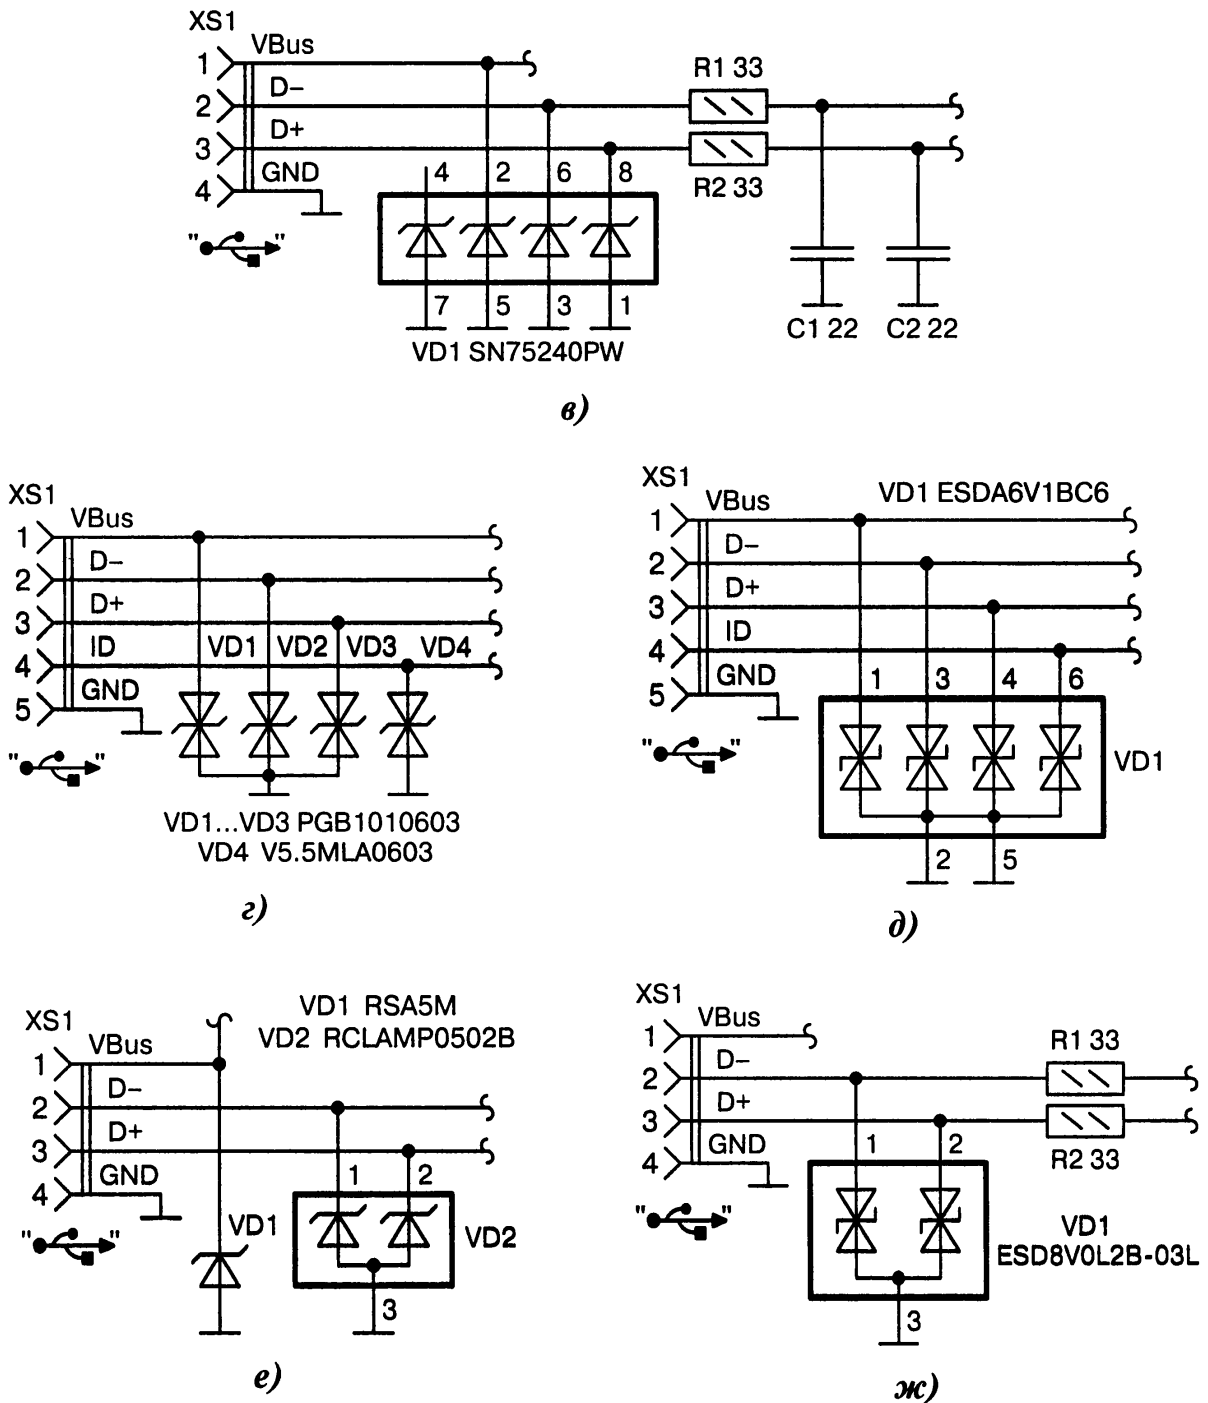 XS1
VBus
1
D–
R1 33
2
D+
3
GND
R2 33
4
4 2 6 8
" "
7 5 3 1
C1 22 C2 22
VD1 SN75240PW
в)
XS1
VBus
1
D–
2
D+
3
ID VD1 VD2 VD3 VD4
4
GND
5
" "
VD1...VD3 PGB1010603
VD4 V5.5MLA0603
г)
XS1
VD1 ESDA6V1BC6
VBus
1
D–
2
D+
3
ID
4
GND 1 3 4 6
5
" "
VD1
2 5
д)
VD1 RSA5M
XS1
VD2 RCLAMP0502B
VBus
1
D–
2
D+
3
GND 1 2
4
" "
VD1
VD2
3
е)
XS1
VBus
1
R1 33
D–
2
D+
3
GND 1 2
R2 33
4
" "
VD1
ESD8V0L2B-03L
3
ж)